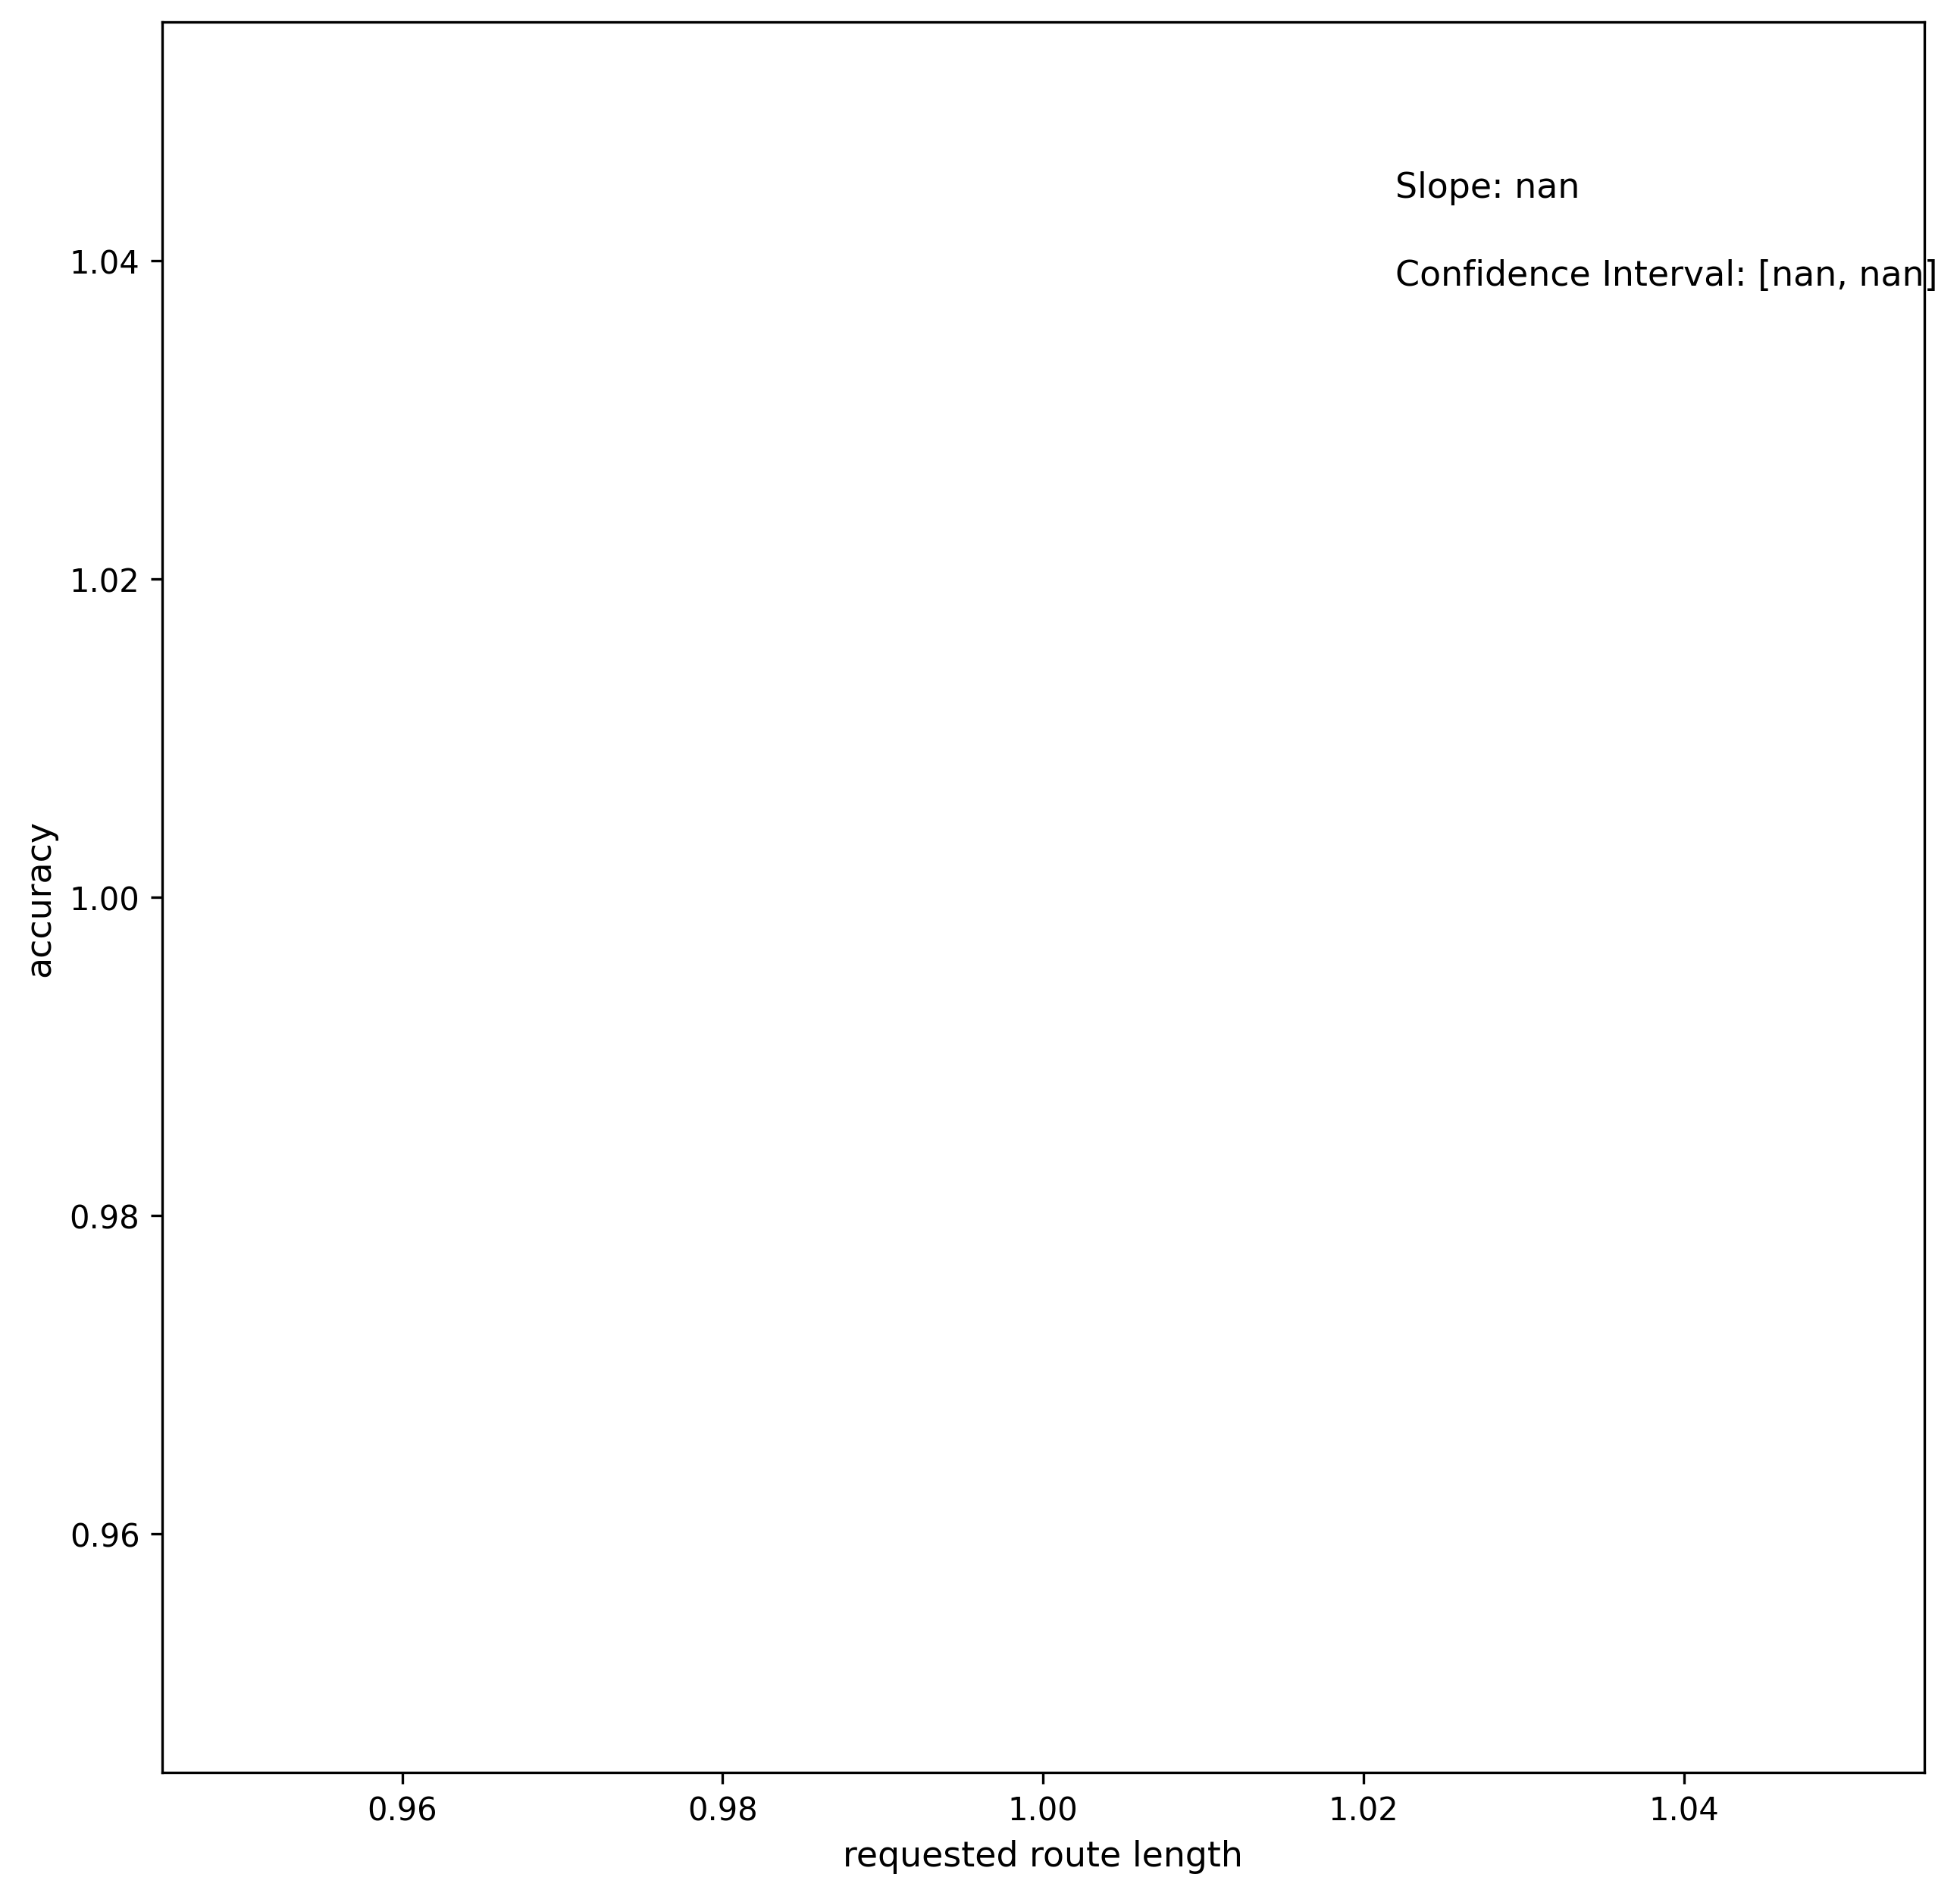 Slope: nan
Confidence Interval: [nan, nan]
1.04
1.02
1.00
0.98
0.96
accuracy
0.96 0.98 1.00 1.02 1.04
requested route length